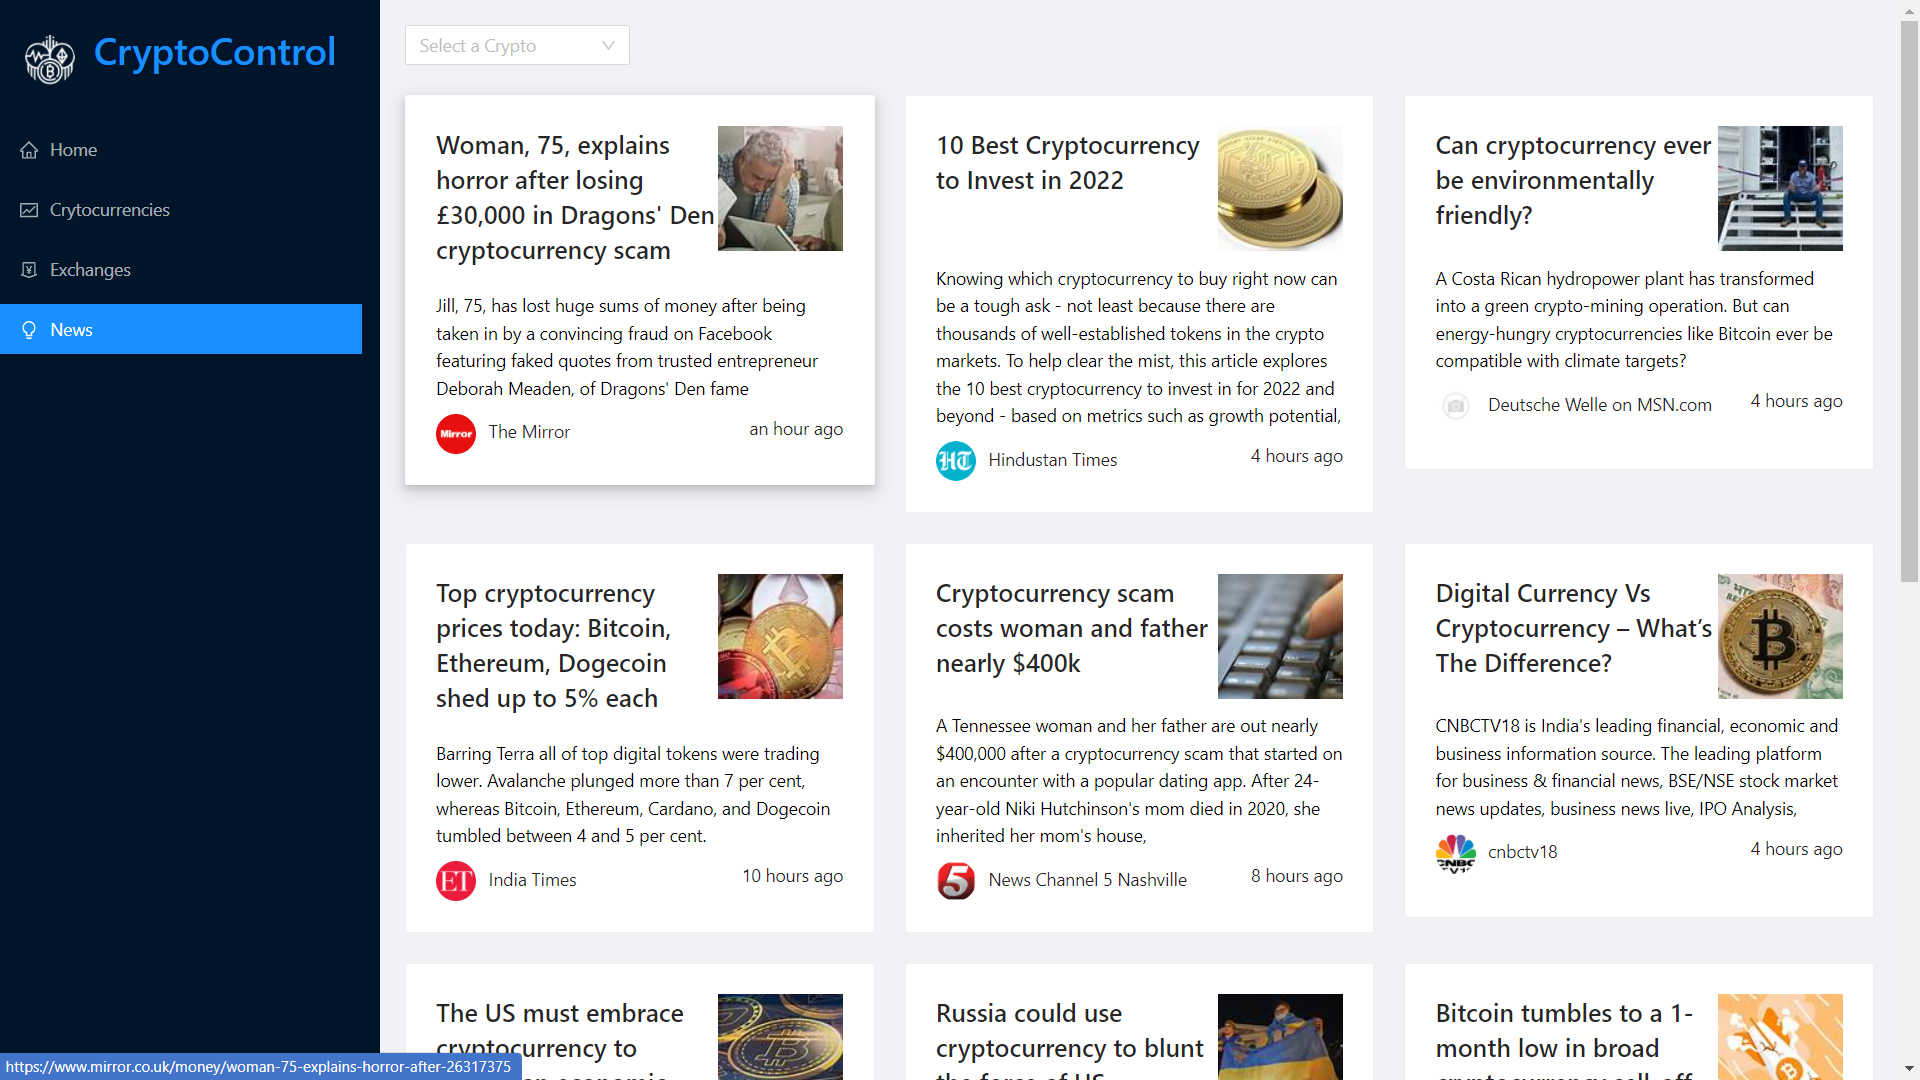 CryptoControl
Home
Crytocurrencies
Exchanges
News
Select a Crypto
Woman, 75, explains
horror after losing
£30,000 in Dragons' Den
cryptocurrency scam
Jill, 75, has lost huge sums of money after being
taken in by a convincing fraud on Facebook
featuring faked quotes from trusted entrepreneur
Deborah Meaden, of Dragons' Den fame
Mirror
The Mirror
an hour ago
10 Best Cryptocurrency
to Invest in 2022
Knowing which cryptocurrency to buy right now can
be a tough ask - not least because there are
thousands of well-established tokens in the crypto
markets. To help clear the mist, this article explores
the 10 best cryptocurrency to invest in for 2022 and
beyond - based on metrics such as growth potential,
HT
Hindustan Times
4 hours ago
Can cryptocurrency ever
be environmentally
friendly?
A Costa Rican hydropower plant has transformed
into a green crypto-mining operation. But can
energy-hungry cryptocurrencies like Bitcoin ever be
compatible with climate targets?
Deutsche Welle on MSN.com
4 hours ago
Top cryptocurrency
prices today: Bitcoin,
Ethereum, Dogecoin
shed up to 5% each
Barring Terra all of top digital tokens were trading
lower. Avalanche plunged more than 7 per cent,
whereas Bitcoin, Ethereum, Cardano, and Dogecoin
tumbled between 4 and 5 per cent.
ET
India Times
10 hours ago
Cryptocurrency scam
costs woman and father
nearly $400k
A Tennessee woman and her father are out nearly
$400,000 after a cryptocurrency scam that started on
an encounter with a popular dating app. After 24-
year-old Niki Hutchinson's mom died in 2020, she
inherited her mom's house,
5
News Channel 5 Nashville
8 hours ago
Digital Currency Vs
Cryptocurrency – What’s
The Difference?
CNBCTV18 is India's leading financial, economic and
business information source. The leading platform
for business & financial news, BSE/NSE stock market
news updates, business news live, IPO Analysis,
CNBC
TV18
cnbctv18
4 hours ago
The US must embrace
cryptocurrency to
Russia could use
cryptocurrency to blunt
the force of US
Bitcoin tumbles to a 1-
month low in broad
cryptocurrency sell-off
https://www.mirror.co.uk/money/woman-75-explains-horror-after-26317375